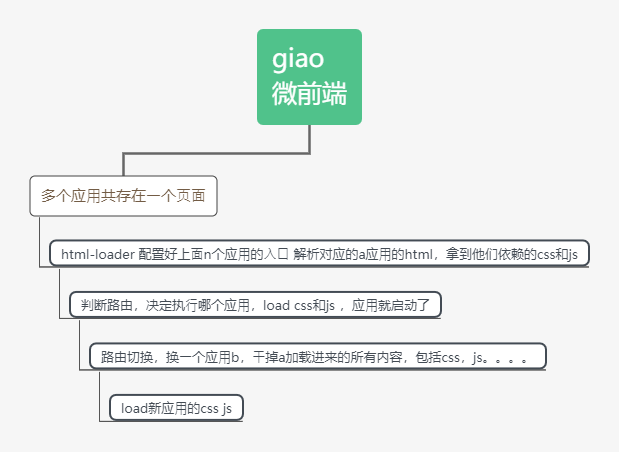 giao
微前端
多个应用共存在一个页面
html-loader 配置好上面n个应用的入 解析对应的a应用的html，拿到他们依赖的css和js
判断路由，决定执行哪个应用，load css和js ，应用就启动了
路由切换，换一个应用b，干掉a加载进来的所有内容，包括css，js。。。。
load新应用的css js